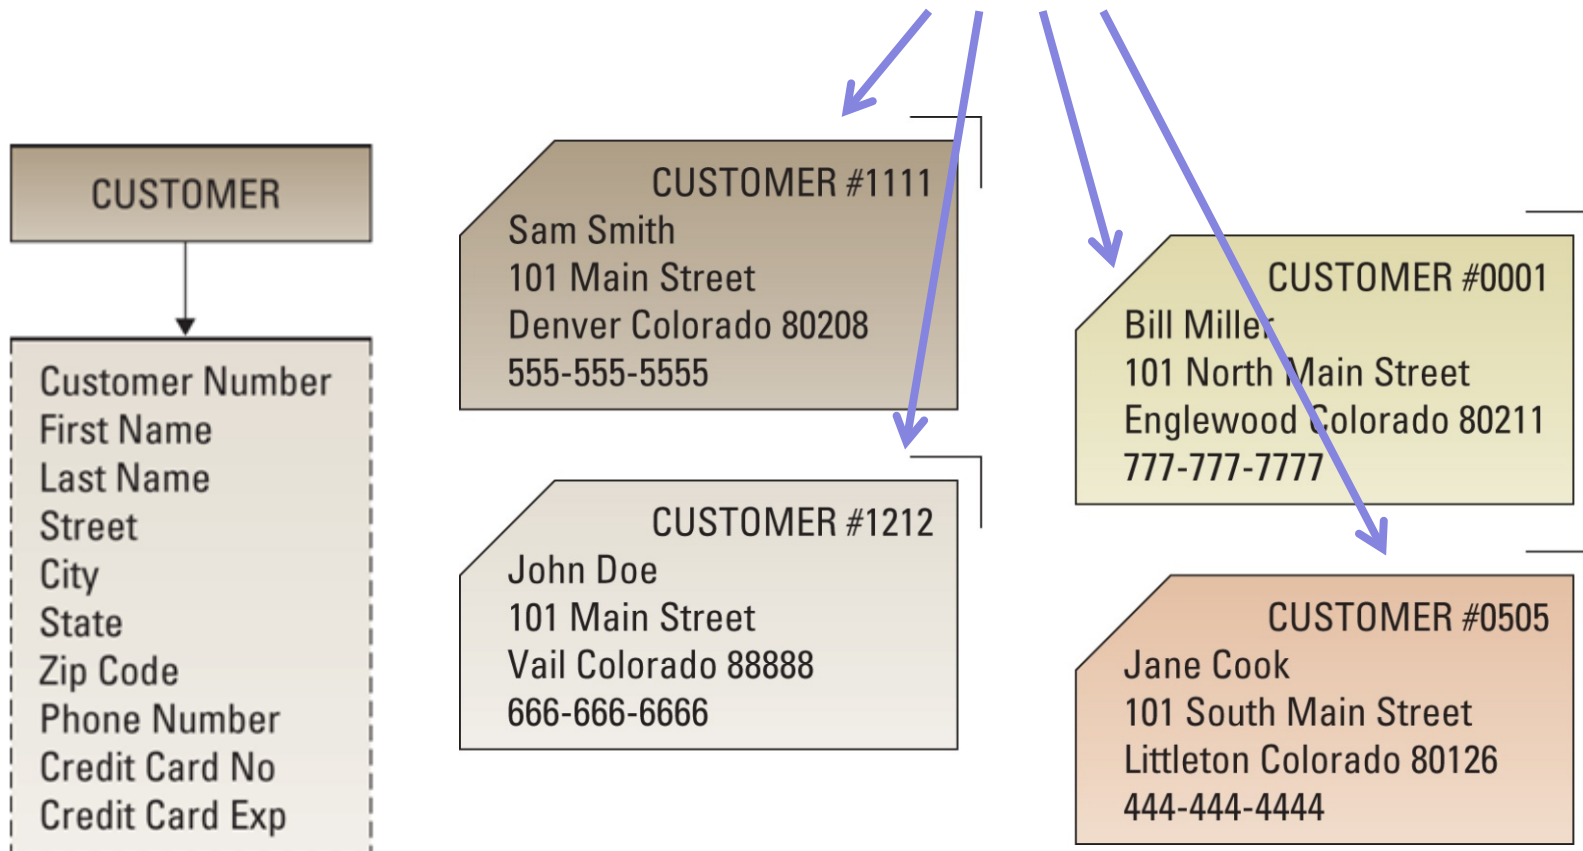 CUSTOMER
Customer Number
First Name
Last Name
Street
City
State
Zip Code
Phone Number
Credit Card No
Credit Card Exp
CUSTOMER #1111
Sam Smith
101 Main Street
Denver Colorado 80208
555-555-5555
CUSTOMER #1212
John Doe
101 Main Street
Vail Colorado 88888
666-666-6666
CUSTOMER #0001
Bill Miller
101 North Main Street
Englewood Colorado 80211
777-777-7777
CUSTOMER #0505
Jane Cook
101 South Main Street
Littleton Colorado 80126
444-444-4444